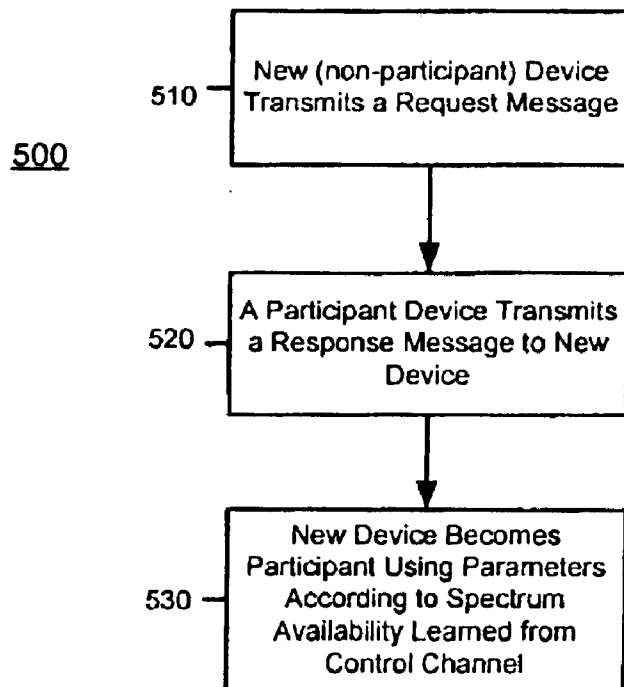 500
510
New (non-participant) Device
Transmits a Request Message
520
A Participant Device Transmits
a Response Message to New
Device
530
New Device Becomes
Participant Using Parameters
According to Spectrum
Availability Learned from
Control Channel